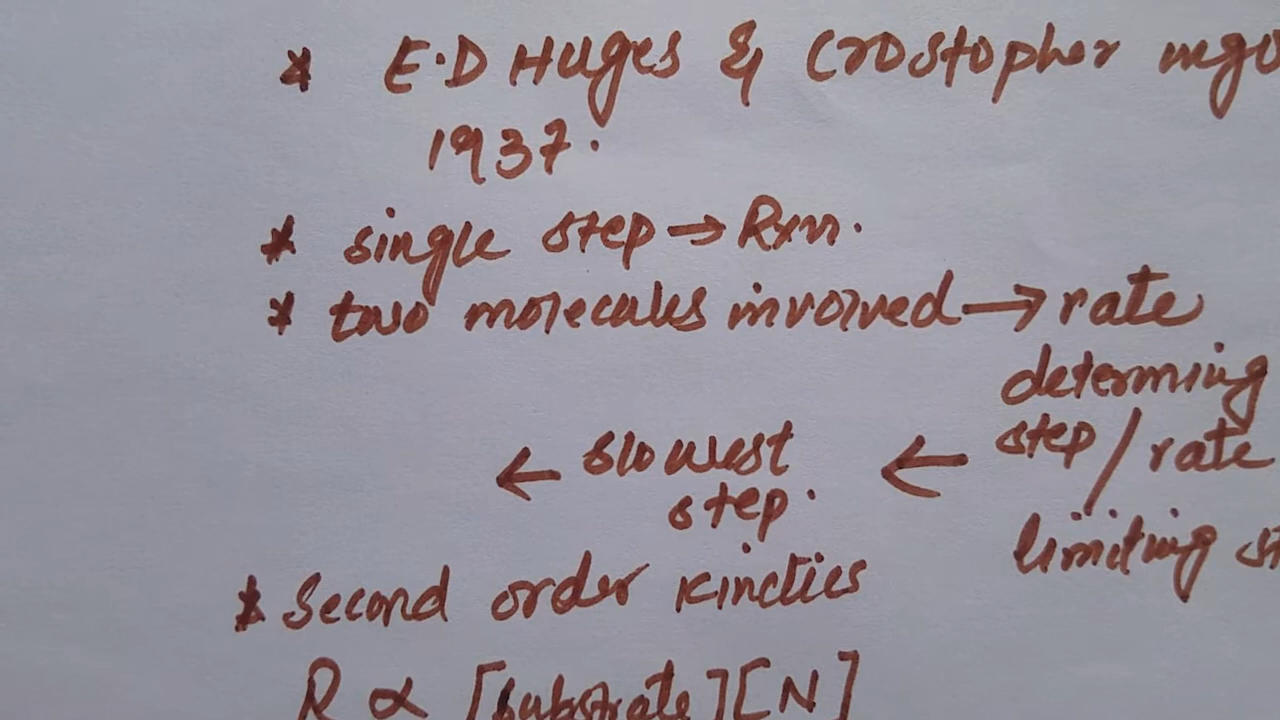 * E.D Huges & Crostopher ingo
1937.
* single step → Rxn.
* two molecules involved → rate
determing
← slowest ← step / rate
step.
limiting st
* Second order kinetics
R ∝ [substrate][N]